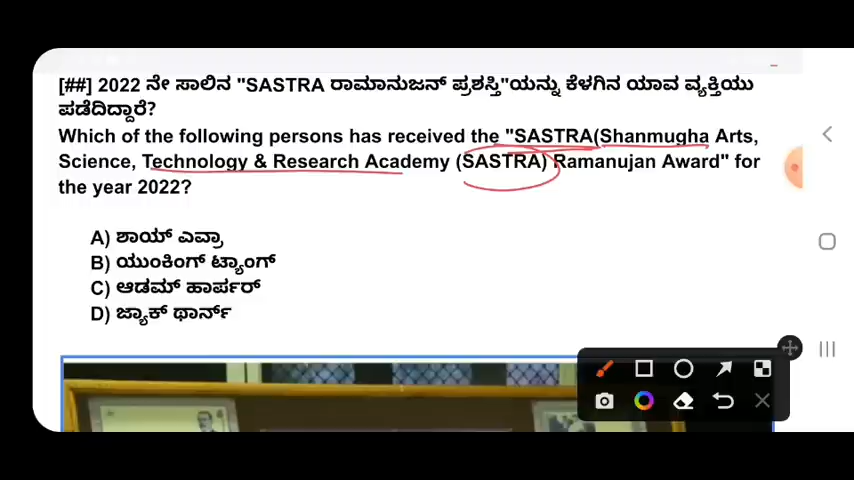 [##] 2022 ನೇ ಸಾಲಿನ "SASTRA ರಾಮಾನುಜನ್ ಪ್ರಶಸ್ತಿ"ಯನ್ನು ಕೆಳಗಿನ ಯಾವ ವ್ಯಕ್ತಿಯು
ಪಡೆದಿದ್ದಾರೆ?
Which of the following persons has received the "SASTRA(Shanmugha Arts,
Science, Technology & Research Academy (SASTRA) Ramanujan Award" for
the year 2022?
A) ಶಾಯ್ ಎವ್ರಾ
B) ಯುಂಕಿಂಗ್ ಟ್ಯಾಂಗ್
C) ಆಡಮ್ ಹಾರ್ಪರ್
D) ಜ್ಯಾಕ್ ಥಾರ್ನ್